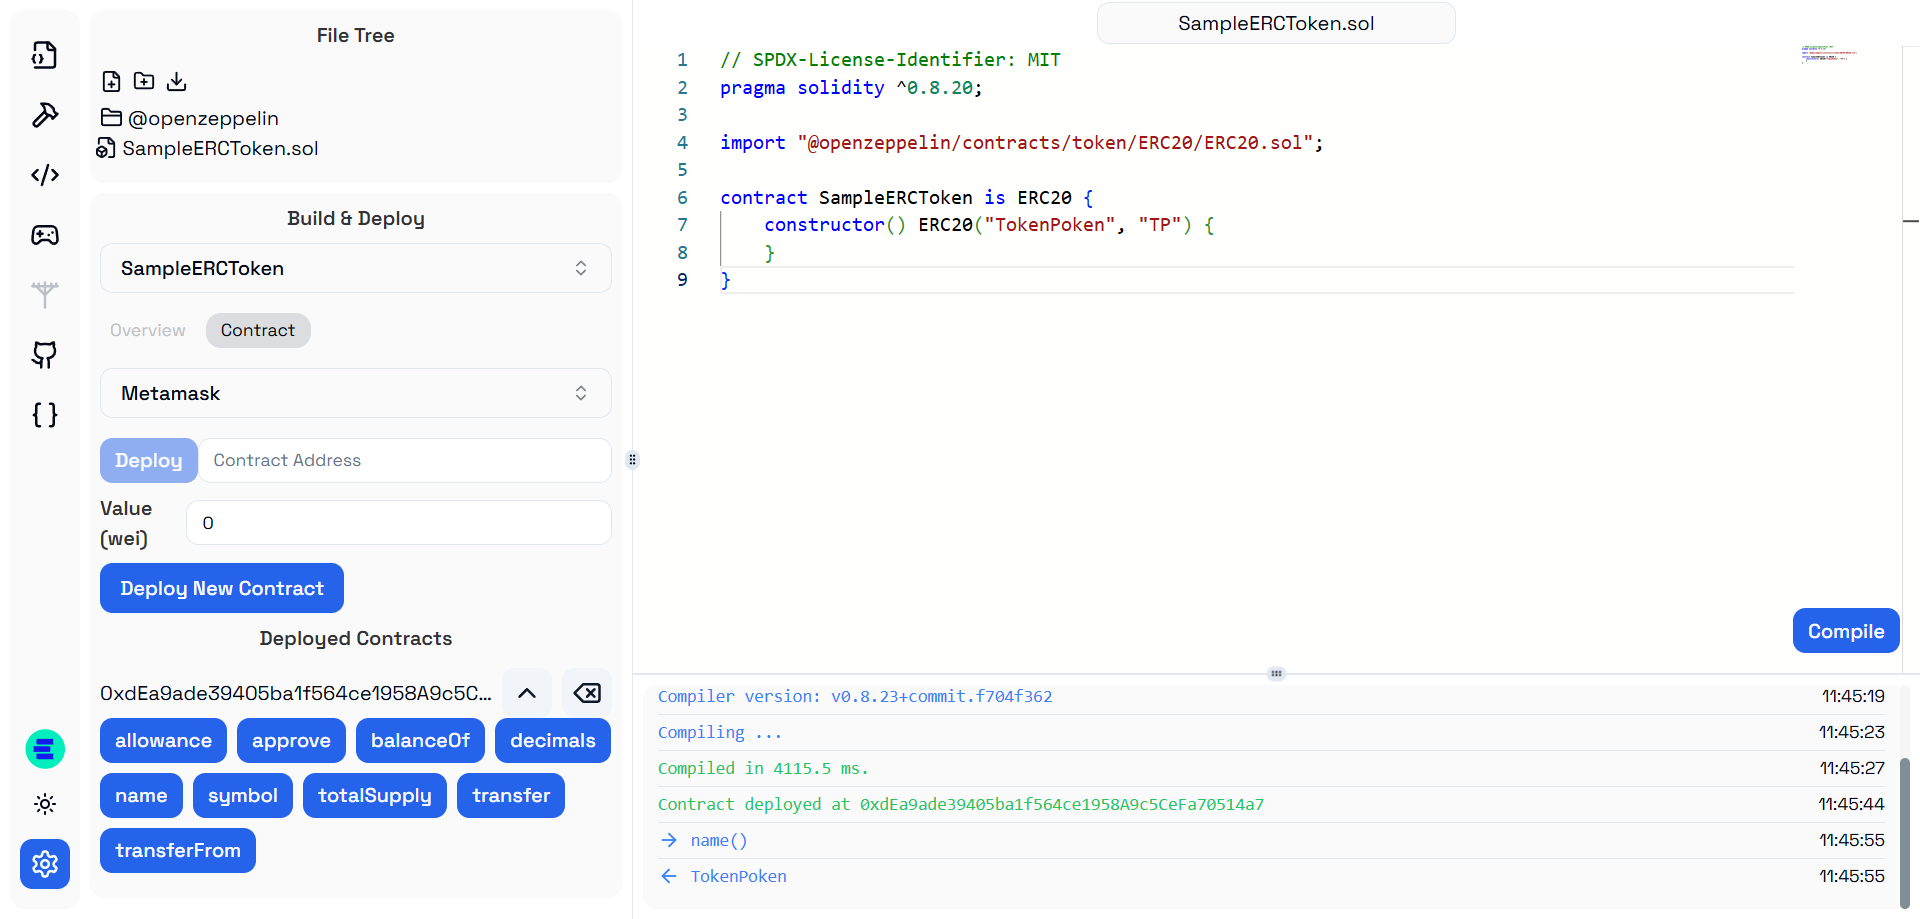 File Tree
@openzeppelin
SampleERCToken.sol
Build & Deploy
SampleERCToken
Overview Contract
Metamask
Deploy Contract Address
Value
(wei)
0
Deploy New Contract
Deployed Contracts
0xdEa9ade39405ba1f564ce1958A9c5C...
allowance approve balanceOf decimals
name symbol totalSupply transfer
transferFrom
SampleERCToken.sol
1 // SPDX-License-Identifier: MIT
2 pragma solidity ^0.8.20;
3
4 import "@openzeppelin/contracts/token/ERC20/ERC20.sol";
5
6 contract SampleERCToken is ERC20 {
7 constructor() ERC20("TokenPoken", "TP") {
8 }
9 }
Compile
Compiler version: v0.8.23+commit.f704f362 11:45:19
Compiling ... 11:45:23
Compiled in 4115.5 ms. 11:45:27
Contract deployed at 0xdEa9ade39405ba1f564ce1958A9c5CeFa70514a7 11:45:44
→ name() 11:45:55
← TokenPoken 11:45:55